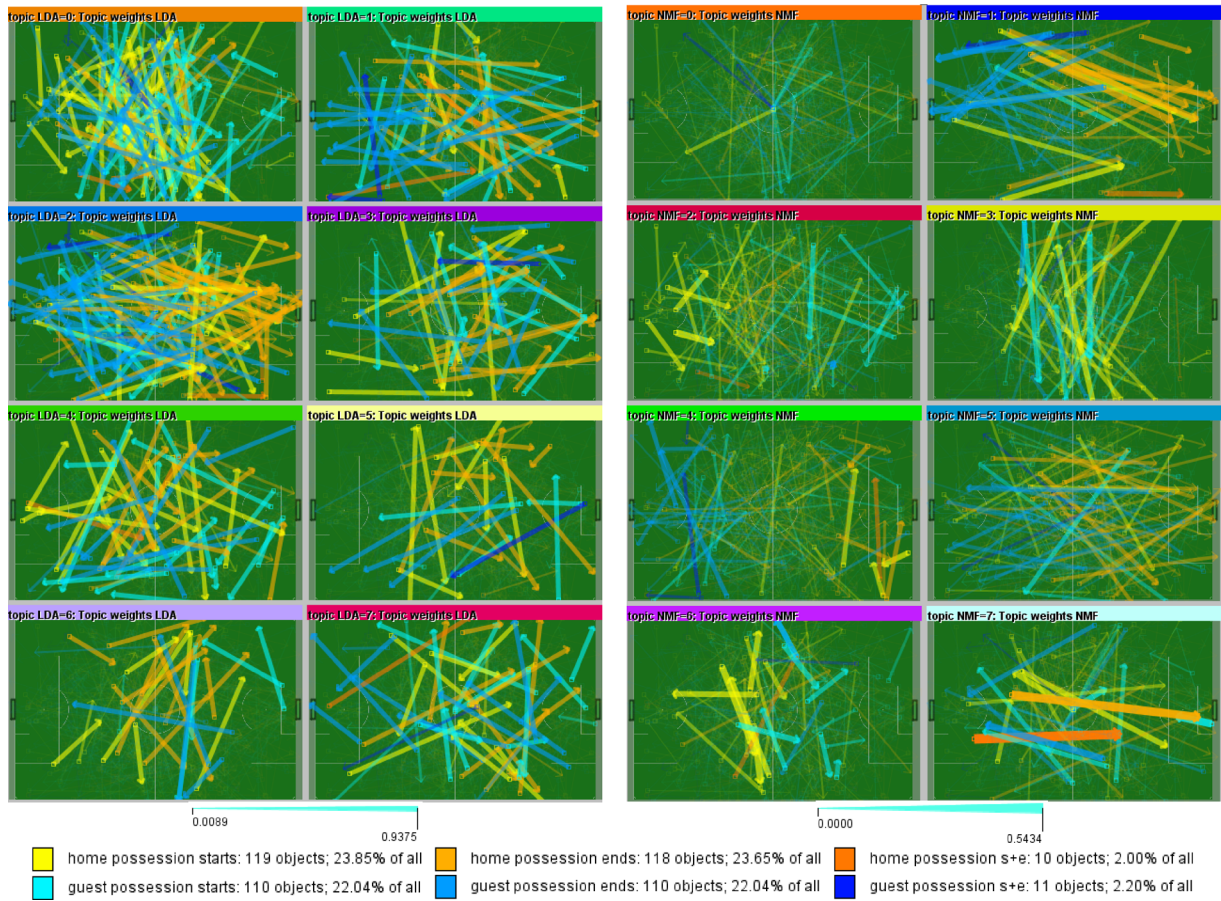 topic LDA=0: Topic weights LDA
topic LDA=1: Topic weights LDA
topic NMF=0: Topic weights NMF
topic NMF=1: Topic weights NMF
topic LDA=2: Topic weights LDA
topic LDA=3: Topic weights LDA
topic NMF=2: Topic weights NMF
topic NMF=3: Topic weights NMF
topic LDA=4: Topic weights LDA
topic LDA=5: Topic weights LDA
topic NMF=4: Topic weights NMF
topic NMF=5: Topic weights NMF
topic LDA=6: Topic weights LDA
topic LDA=7: Topic weights LDA
topic NMF=6: Topic weights NMF
topic NMF=7: Topic weights NMF
0.0089
0.9375
0.0000
0.5434
home possession starts: 119 objects; 23.85% of all
home possession ends: 118 objects; 23.65% of all
home possession s+e: 10 objects; 2.00% of all
guest possession starts: 110 objects; 22.04% of all
guest possession ends: 110 objects; 22.04% of all
guest possession s+e: 11 objects; 2.20% of all